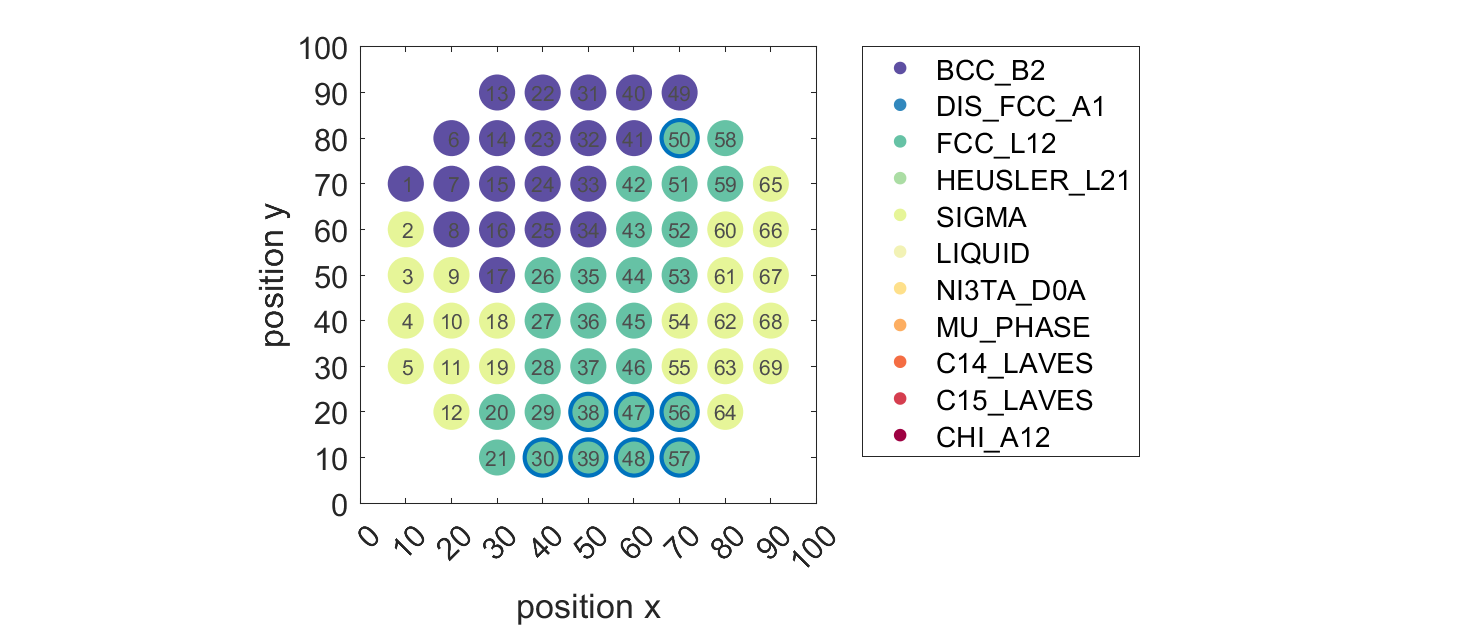 100
90
80
70
60
50
40
30
20
10
0
position y
13 22 31 40 49
6 14 23 32 41 50 58
1 7 15 24 33 42 51 59 65
2 8 16 25 34 43 52 60 66
3 9 17 26 35 44 53 61 67
4 10 18 27 36 45 54 62 68
5 11 19 28 37 46 55 63 69
12 20 29 38 47 56 64
21 30 39 48 57
0 10 20 30 40 50 60 70 80 90 100
position x
BCC_B2
DIS_FCC_A1
FCC_L12
HEUSLER_L21
SIGMA
LIQUID
NI3TA_D0A
MU_PHASE
C14_LAVES
C15_LAVES
CHI_A12